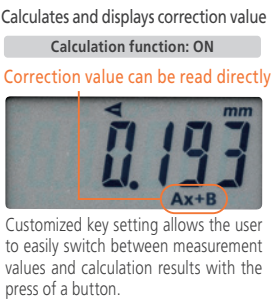 Calculates and displays correction value
Calculation function: ON
Correction value can be read directly
mm
0.193
Ax+B
Customized key setting allows the user
to easily switch between measurement
values and calculation results with the
press of a button.